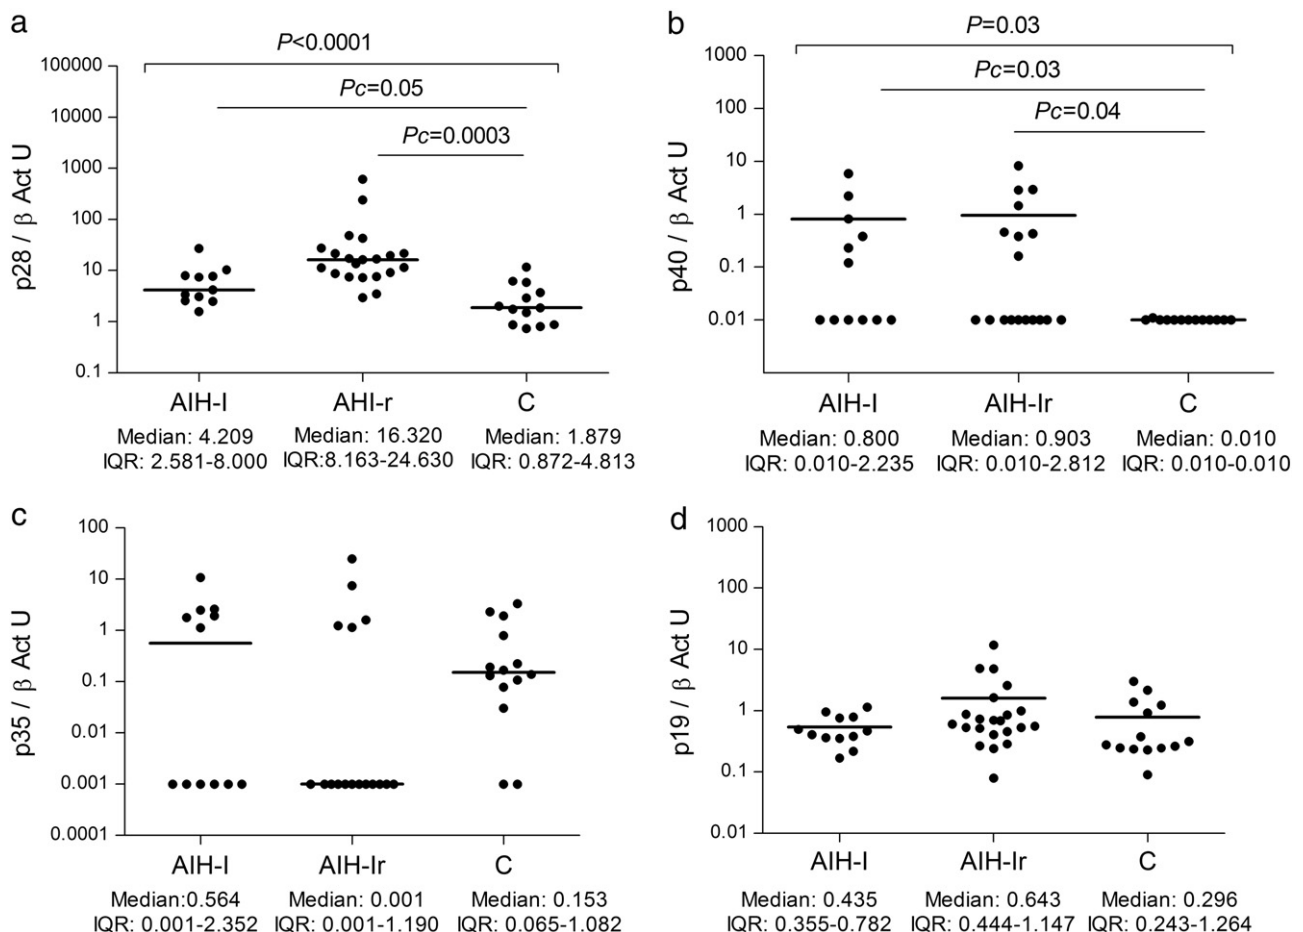 a
P<0.0001
100000
Pc=0.05
10000
Pc=0.0003
1000
100
10
1
0.1
p28 / β Act U
AIH-I AHI-r C
Median: 4.209 Median: 16.320 Median: 1.879
IQR: 2.581-8.000 IQR:8.163-24.630 IQR: 0.872-4.813
b
P=0.03
1000
Pc=0.03
100
Pc=0.04
10
1
0.1
0.01
p40 / β Act U
AIH-I AIH-Ir C
Median: 0.800 Median: 0.903 Median: 0.010
IQR: 0.010-2.235 IQR: 0.010-2.812 IQR: 0.010-0.010
c
100
10
1
0.1
0.01
0.001
0.0001
p35 / β Act U
AIH-I AIH-Ir C
Median:0.564 Median: 0.001 Median: 0.153
IQR: 0.001-2.352 IQR: 0.001-1.190 IQR: 0.065-1.082
d
1000
100
10
1
0.1
0.01
p19 / β Act U
AIH-I AIH-Ir C
Median: 0.435 Median: 0.643 Median: 0.296
IQR: 0.355-0.782 IQR: 0.444-1.147 IQR: 0.243-1.264